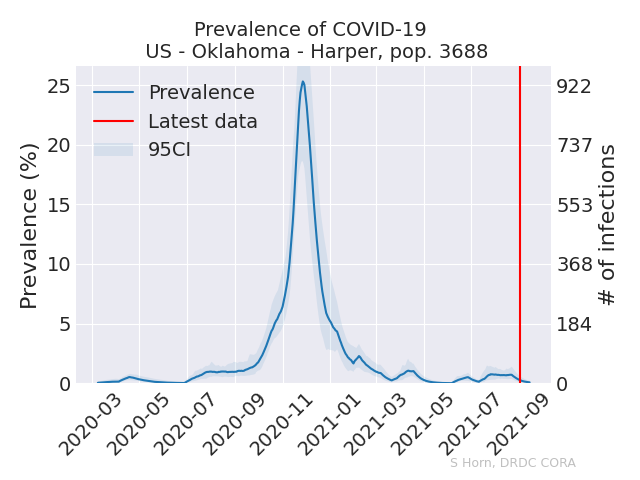 Prevalence of COVID-19
US - Oklahoma - Harper, pop. 3688
Prevalence
Latest data
95CI
Prevalence (%)
25
20
15
10
5
0
# of infections
922
737
553
368
184
0
2020-03
2020-05
2020-07
2020-09
2020-11
2021-01
2021-03
2021-05
2021-07
2021-09
S Horn, DRDC CORA